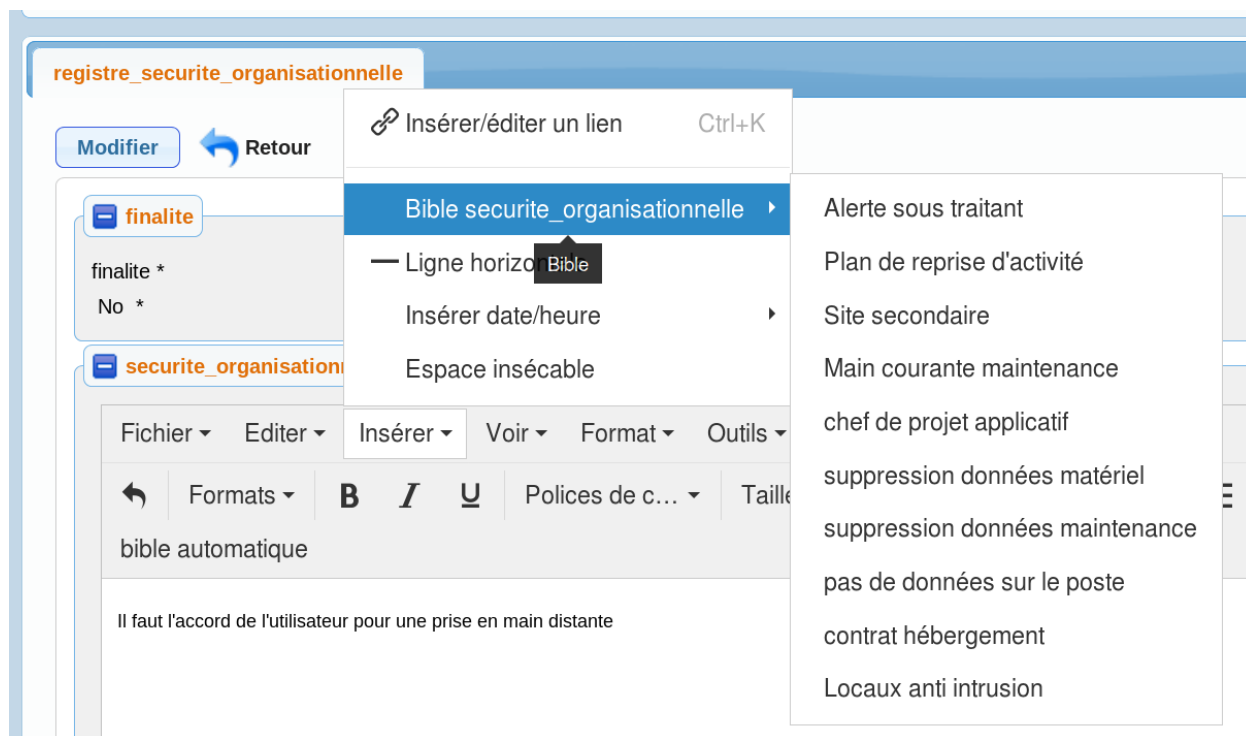 registre_securite_organisationnelle
Insérer/éditer un lien Ctrl+K
Modifier Retour
Bible securite_organisationnelle
Alerte sous traitant
finalite
Ligne
Bible
Plan de reprise d'activité
finalite *
No *
Insérer date/heure
Site secondaire
Espace insécable
Main courante maintenance
chef de projet applicatif
Fichier Editer Insérer Voir Format Outils
suppression données matériel
Formats B I U Polices de c...
suppression données maintenance
bible automatique
pas de données sur le poste
Il faut l'accord de l'utilisateur pour une prise en main distante
contrat hébergement
Locaux anti intrusion